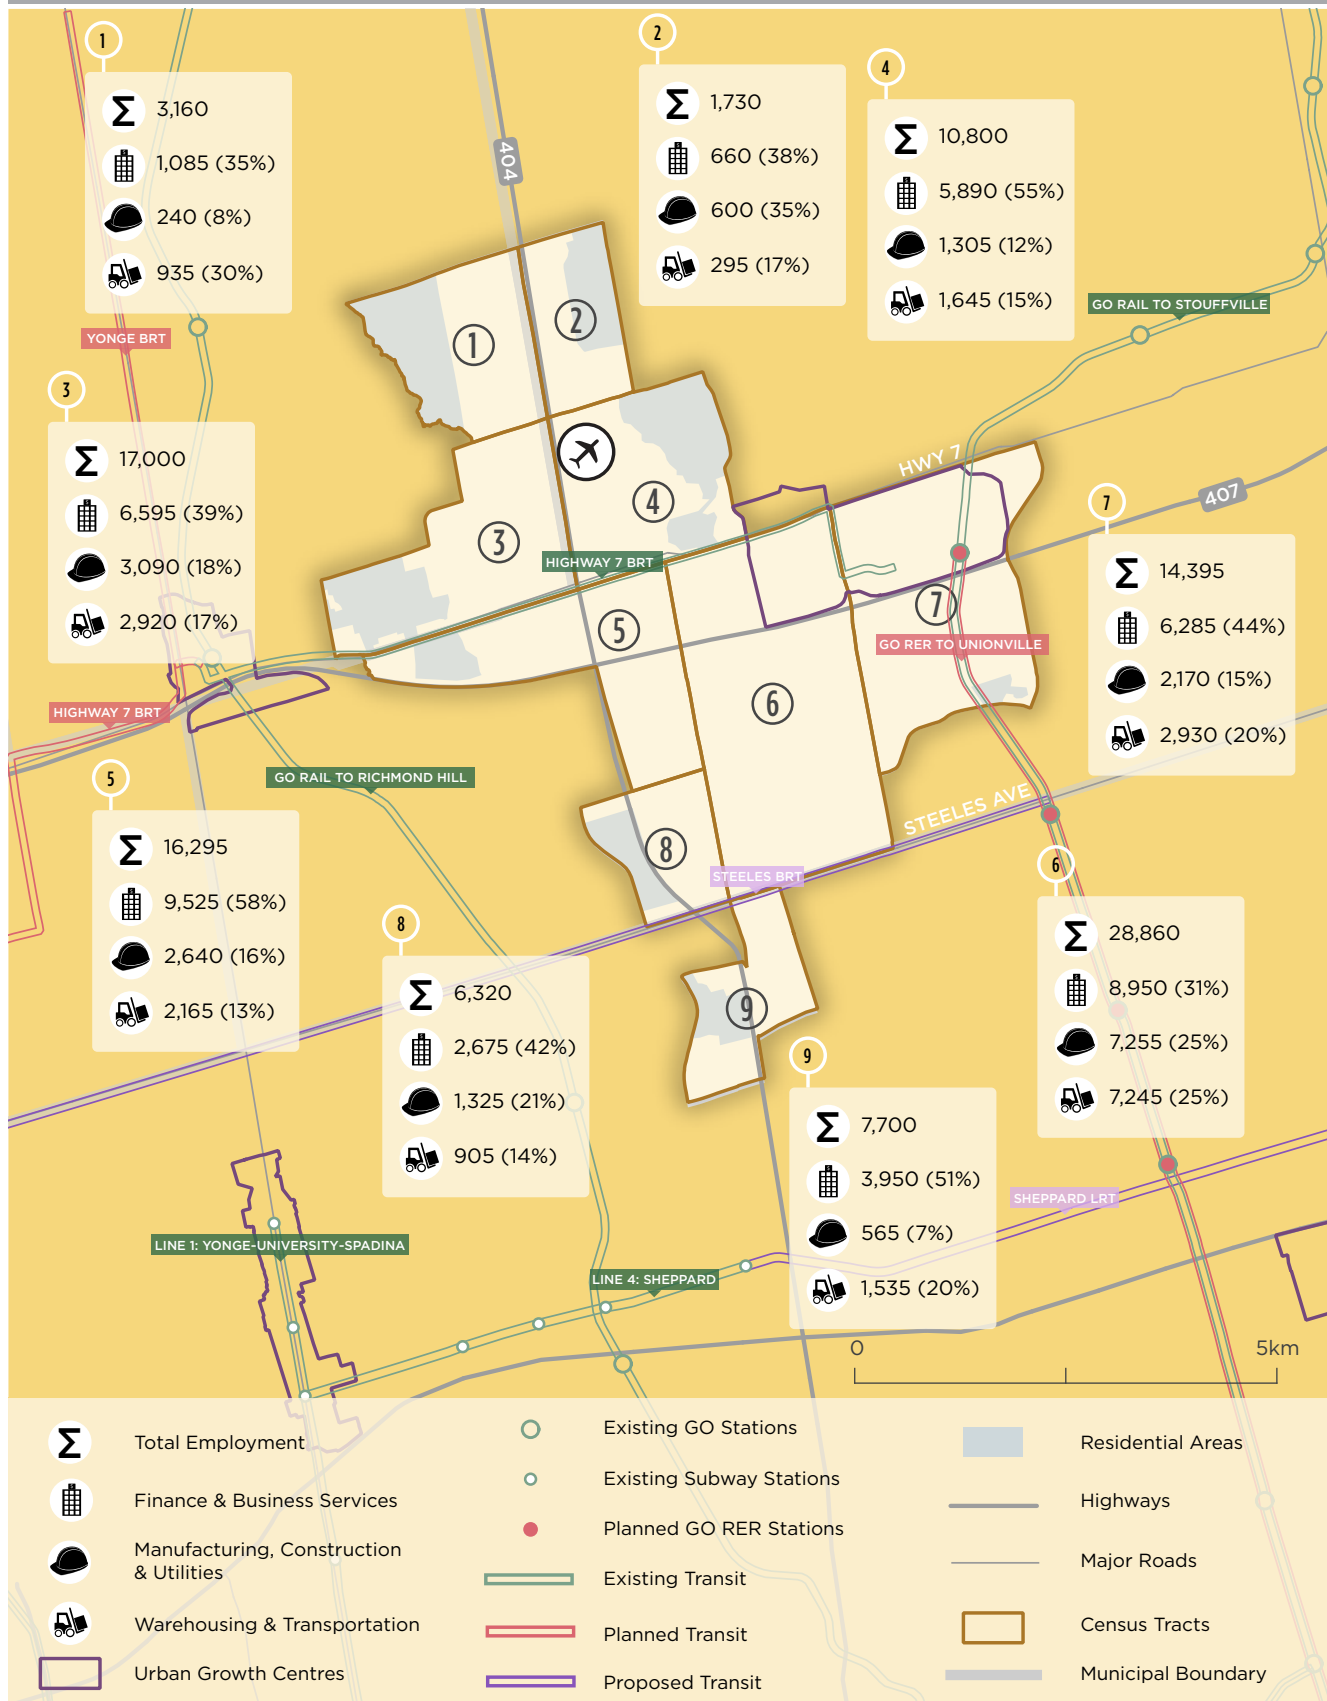 1
Σ 3,160
1,085 (35%)
240 (8%)
935 (30%)
2
Σ 1,730
660 (38%)
600 (35%)
295 (17%)
4
Σ 10,800
5,890 (55%)
1,305 (12%)
1,645 (15%)
404
GO RAIL TO STOUFFVILLE
YONGE BRT
1
2
3
Σ 17,000
6,595 (39%)
3,090 (18%)
2,920 (17%)
HWY 7
407
4
3
HIGHWAY 7 BRT
7
Σ 14,395
6,285 (44%)
2,170 (15%)
2,930 (20%)
5
7
GO RER TO UNIONVILLE
6
HIGHWAY 7 BRT
GO RAIL TO RICHMOND HILL
5
Σ 16,295
9,525 (58%)
2,640 (16%)
2,165 (13%)
STEELES AVE
8
STEELES BRT
6
Σ 28,860
8,950 (31%)
7,255 (25%)
7,245 (25%)
8
Σ 6,320
2,675 (42%)
1,325 (21%)
905 (14%)
9
9
Σ 7,700
3,950 (51%)
565 (7%)
1,535 (20%)
SHEPPARD LRT
LINE 1: YONGE-UNIVERSITY-SPADINA
LINE 4: SHEPPARD
0 5km
Σ Total Employment
Finance & Business Services
Manufacturing, Construction
& Utilities
Warehousing & Transportation
Urban Growth Centres
Existing GO Stations
Existing Subway Stations
Planned GO RER Stations
Existing Transit
Planned Transit
Proposed Transit
Residential Areas
Highways
Major Roads
Census Tracts
Municipal Boundary